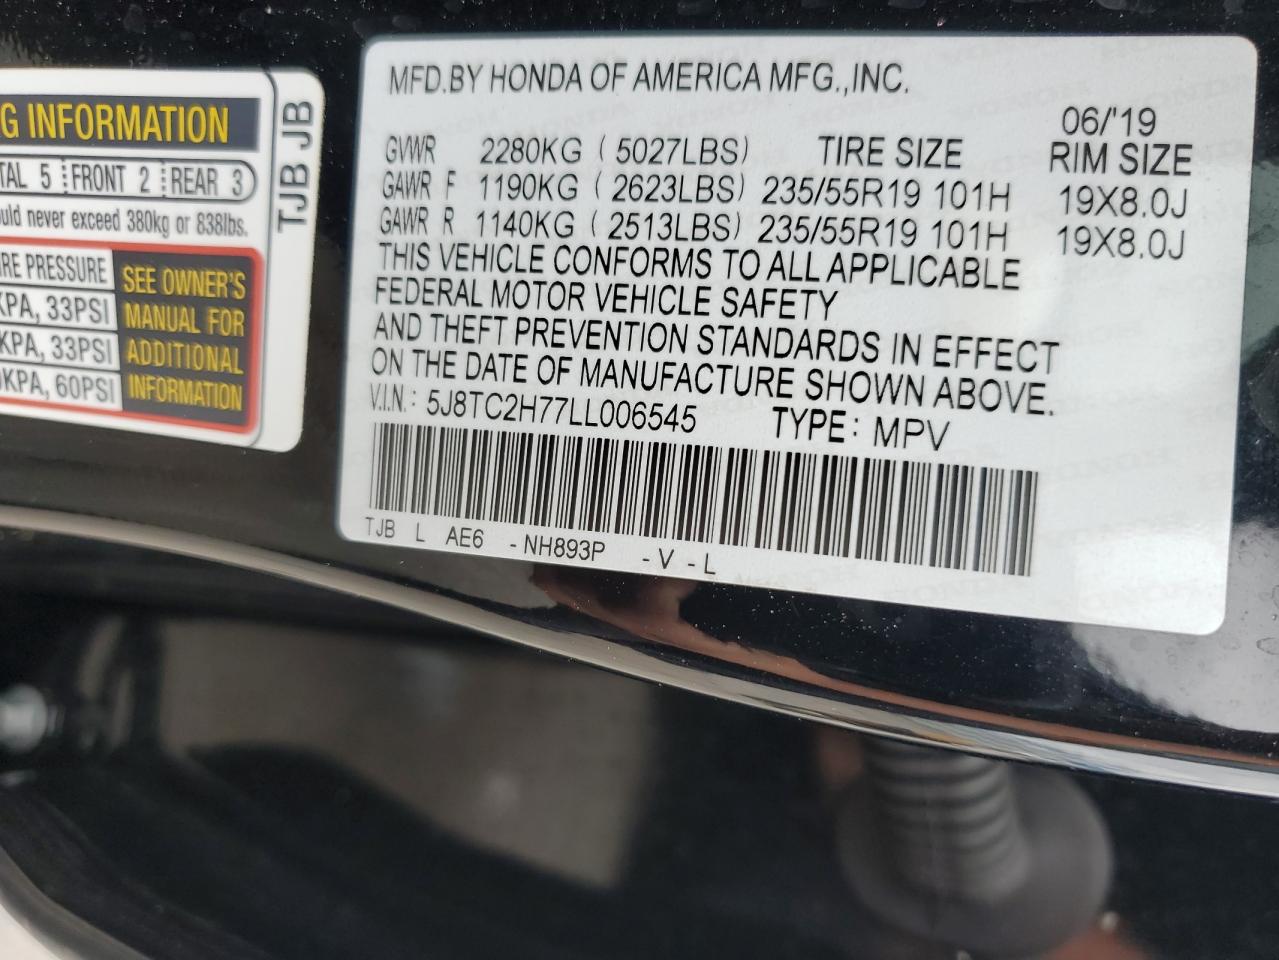 G INFORMATION
TAL 5 FRONT 2 REAR 3
never exceed 380kg or 838lbs.
PRESSURE
KPA, 33PSI
KPA, 33PSI
KPA, 60PSI
SEE OWNER'S
MANUAL FOR
ADDITIONAL
INFORMATION
TJB JB
MFD.BY HONDA OF AMERICA MFG.,INC.
06/'19
GVWR 2280KG (5027LBS) TIRE SIZE RIM SIZE
GAWR F 1190KG (2623LBS) 235/55R19 101H 19X8.0J
GAWR R 1140KG (2513LBS) 235/55R19 101H 19X8.0J
THIS VEHICLE CONFORMS TO ALL APPLICABLE
FEDERAL MOTOR VEHICLE SAFETY
AND THEFT PREVENTION STANDARDS IN EFFECT
ON THE DATE OF MANUFACTURE SHOWN ABOVE.
V.I.N.: 5J8TC2H77LL006545 TYPE: MPV
TJB L AE6 -NH893P -V-L